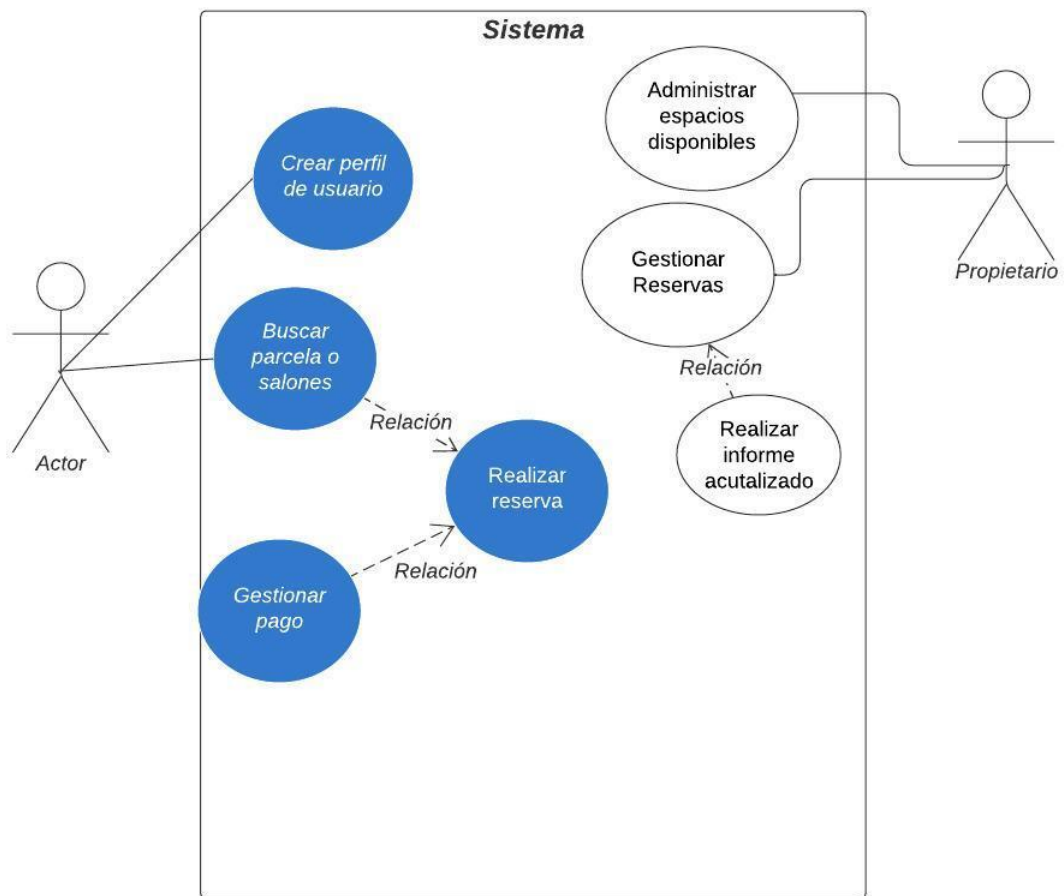 Sistema
Administrar
espacios
disponibles
Crear perfil
de usuario
Gestionar
Reservas
Propietario
Buscar
parcela o
salones
Relación
Relación
Actor
Realizar
reserva
Realizar
informe
acutalizado
Relación
Gestionar
pago